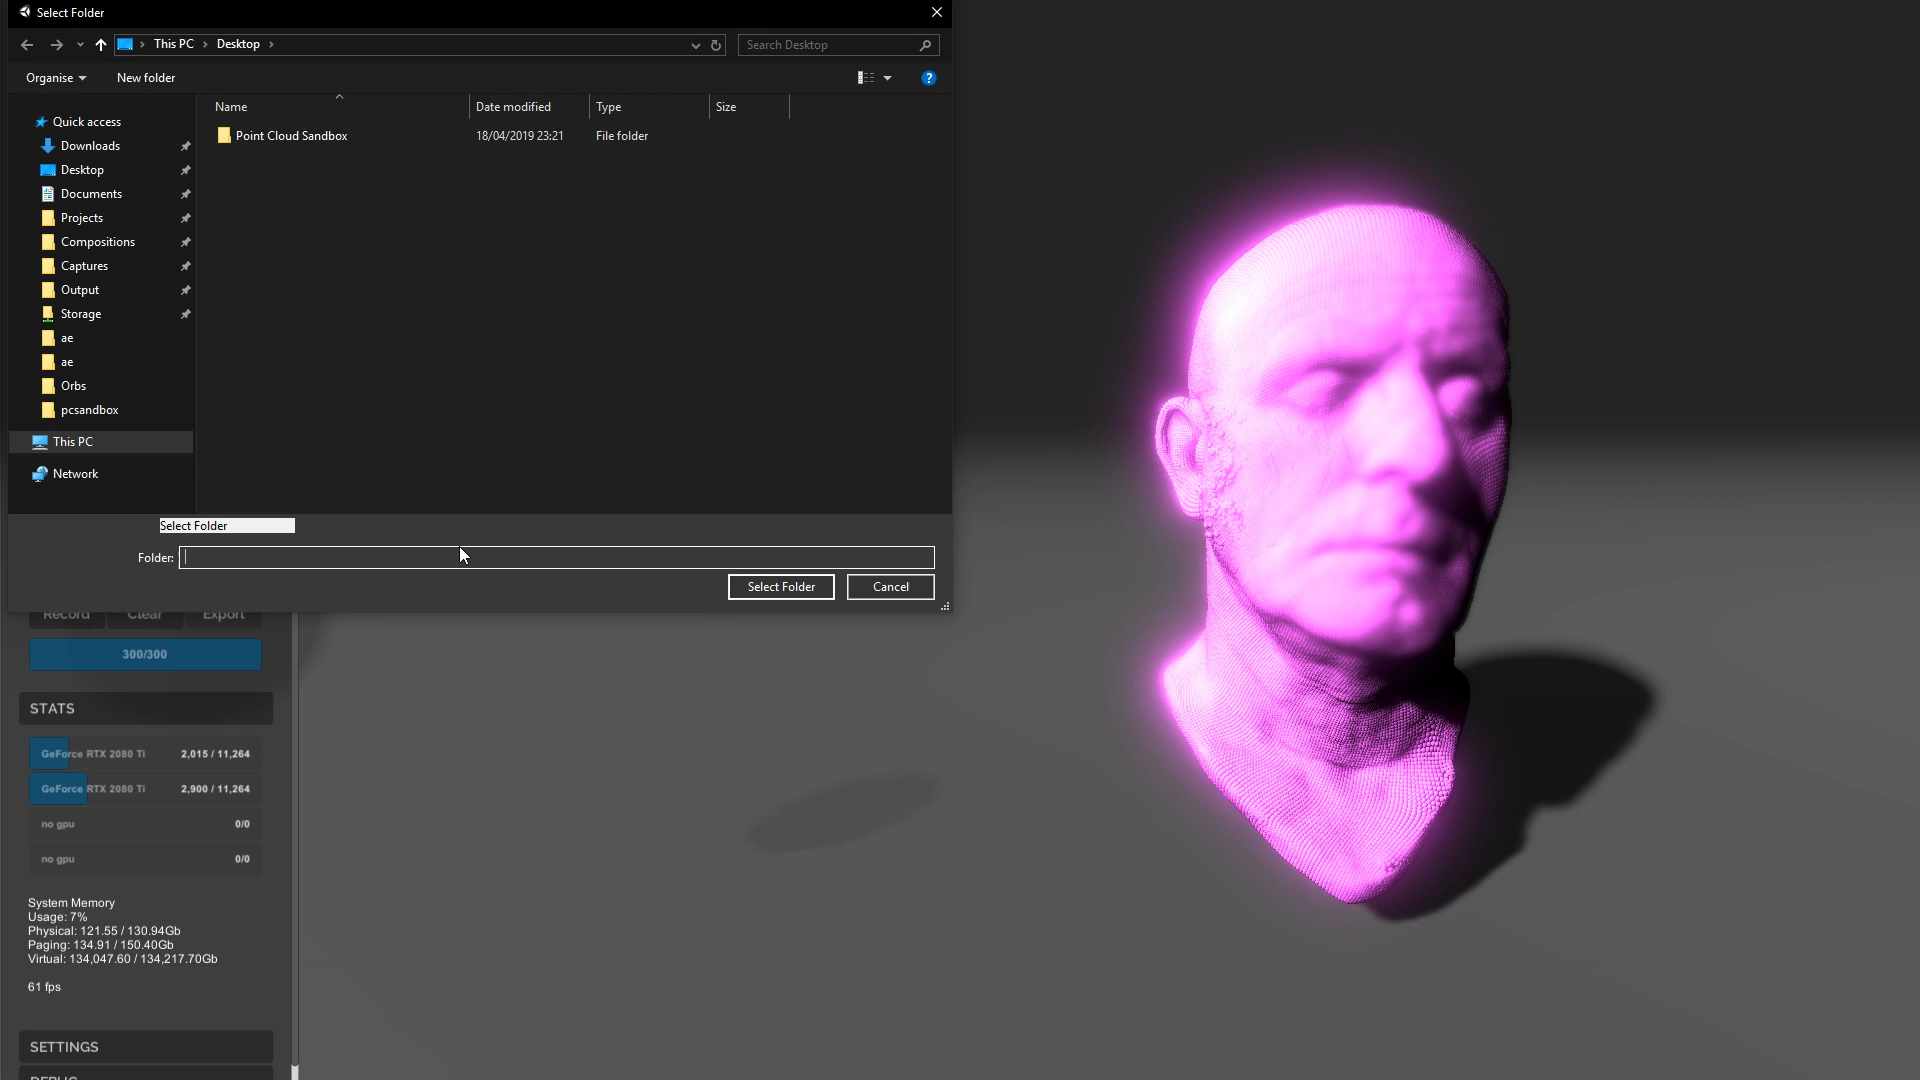 Select Folder
This PC > Desktop >
Search Desktop
Organise
New folder
?
Name
Date modified
Type
Size
Point Cloud Sandbox
18/04/2019 23:21
File folder
Quick access
Downloads
Desktop
Documents
Projects
Compositions
Captures
Output
Storage
ae
ae
Orbs
pcsandbox
This PC
Network
Select Folder
Folder:
Select Folder
Cancel
Record
Clear
Export
300/300
STATS
GeForce RTX 2080 Ti 2,015 / 11,264
GeForce RTX 2080 Ti 2,900 / 11,264
no gpu 0/0
no gpu 0/0
System Memory
Usage: 7%
Physical: 121.55 / 130.94Gb
Paging: 134.91 / 150.40Gb
Virtual: 134,047.60 / 134,217.70Gb
61 fps
SETTINGS
DEBUG